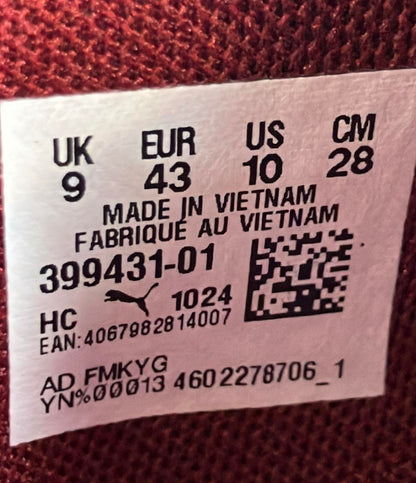 UK EUR US CM
9 43 10 28
MADE IN VIETNAM
FABRIQUÉ AU VIETNAM
399431-01
HC 1024
EAN:4067982814007
AD FMKYG
YN%00013 4602278706_1